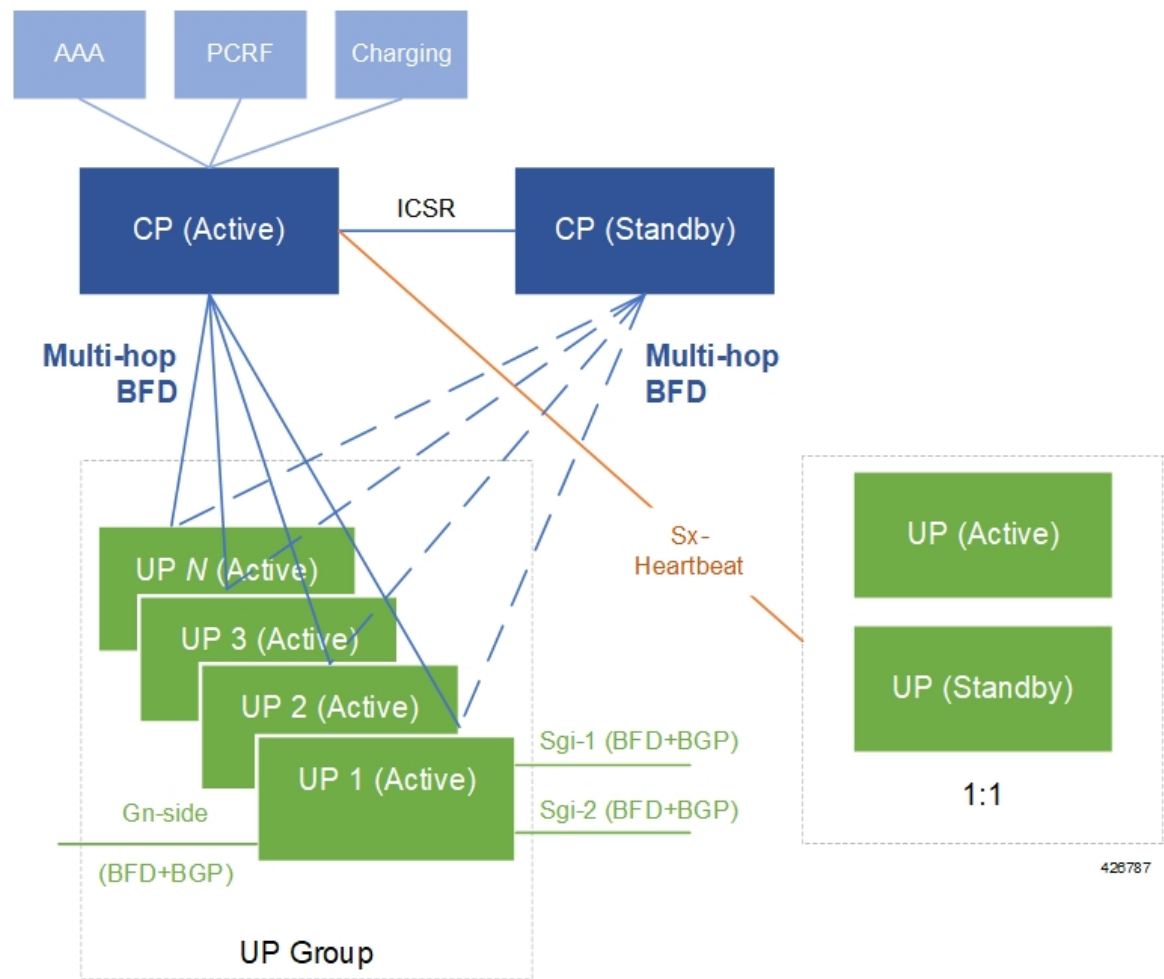 AAA
PCRF
Charging
CP (Active)
ICSR
CP (Standby)
Multi-hop
BFD
Multi-hop
BFD
Sx-
Heartbeat
UP (Active)
UP (Standby)
1:1
UP N (Active)
UP 3 (Active)
UP 2 (Active)
UP 1 (Active)
Sgi-1 (BFD+BGP)
Sgi-2 (BFD+BGP)
Gn-side
(BFD+BGP)
UP Group
426787